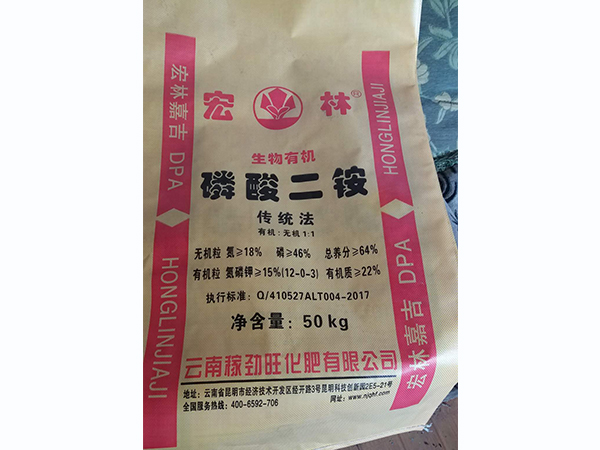 宏林®
生物有机
磷酸二铵
传统法
有机:无机 1:1
无机粒 氮≥18% 磷≥46% 总养分≥64%
有机粒 氮磷钾≥15%(12-0-3) 有机质≥22%
执行标准: Q/410527ALT004-2017
净含量: 50kg
云南稼劲旺化肥有限公司
地址: 云南省昆明市经济技术开发区经开路3号昆明科技创新园2E5-21号
全国服务热线: 400-6592-706 网址: www.njqhf.com
宏林嘉吉 DPA
HONGLINJIAJI
HONGLINJIAJI
宏林嘉吉 DPA